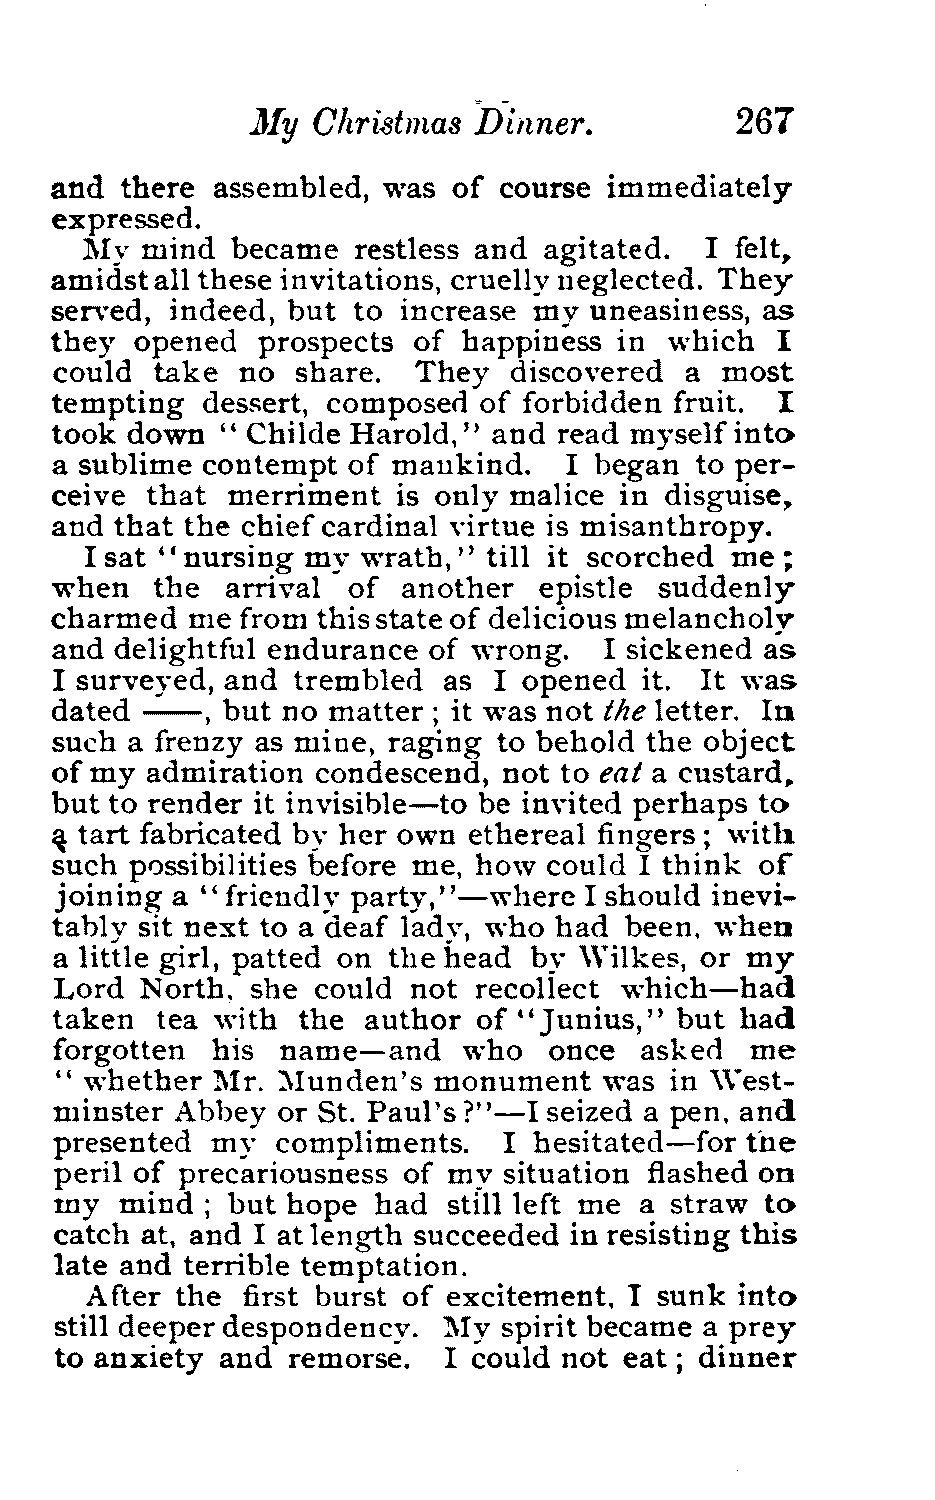 My Christmas Dinner. 267
and there assembled, was of course immediately
expressed.
My mind became restless and agitated. I felt,
amidst all these invitations, cruelly neglected. They
served, indeed, but to increase my uneasiness, as
they opened prospects of happiness in which I
could take no share. They discovered a most
tempting dessert, composed of forbidden fruit. I
took down “Childe Harold,” and read myself into
a sublime contempt of mankind. I began to per-
ceive that merriment is only malice in disguise,
and that the chief cardinal virtue is misanthropy.
I sat “nursing my wrath,” till it scorched me;
when the arrival of another epistle suddenly
charmed me from this state of delicious melancholy
and delightful endurance of wrong. I sickened as
I surveyed, and trembled as I opened it. It was
dated ——, but no matter; it was not the letter. In
such a frenzy as mine, raging to behold the object
of my admiration condescend, not to eat a custard,
but to render it invisible—to be invited perhaps to
a tart fabricated by her own ethereal fingers; with
such possibilities before me, how could I think of
joining a “friendly party,”—where I should inevi-
tably sit next to a deaf lady, who had been, when
a little girl, patted on the head by Wilkes, or my
Lord North, she could not recollect which—had
taken tea with the author of “Junius,” but had
forgotten his name—and who once asked me
“whether Mr. Munden's monument was in West-
minster Abbey or St. Paul's?”—I seized a pen, and
presented my compliments. I hesitated—for the
peril of precariousness of my situation flashed on
my mind; but hope had still left me a straw to
catch at, and I at length succeeded in resisting this
late and terrible temptation.
After the first burst of excitement, I sunk into
still deeper despondency. My spirit became a prey
to anxiety and remorse. I could not eat; dinner